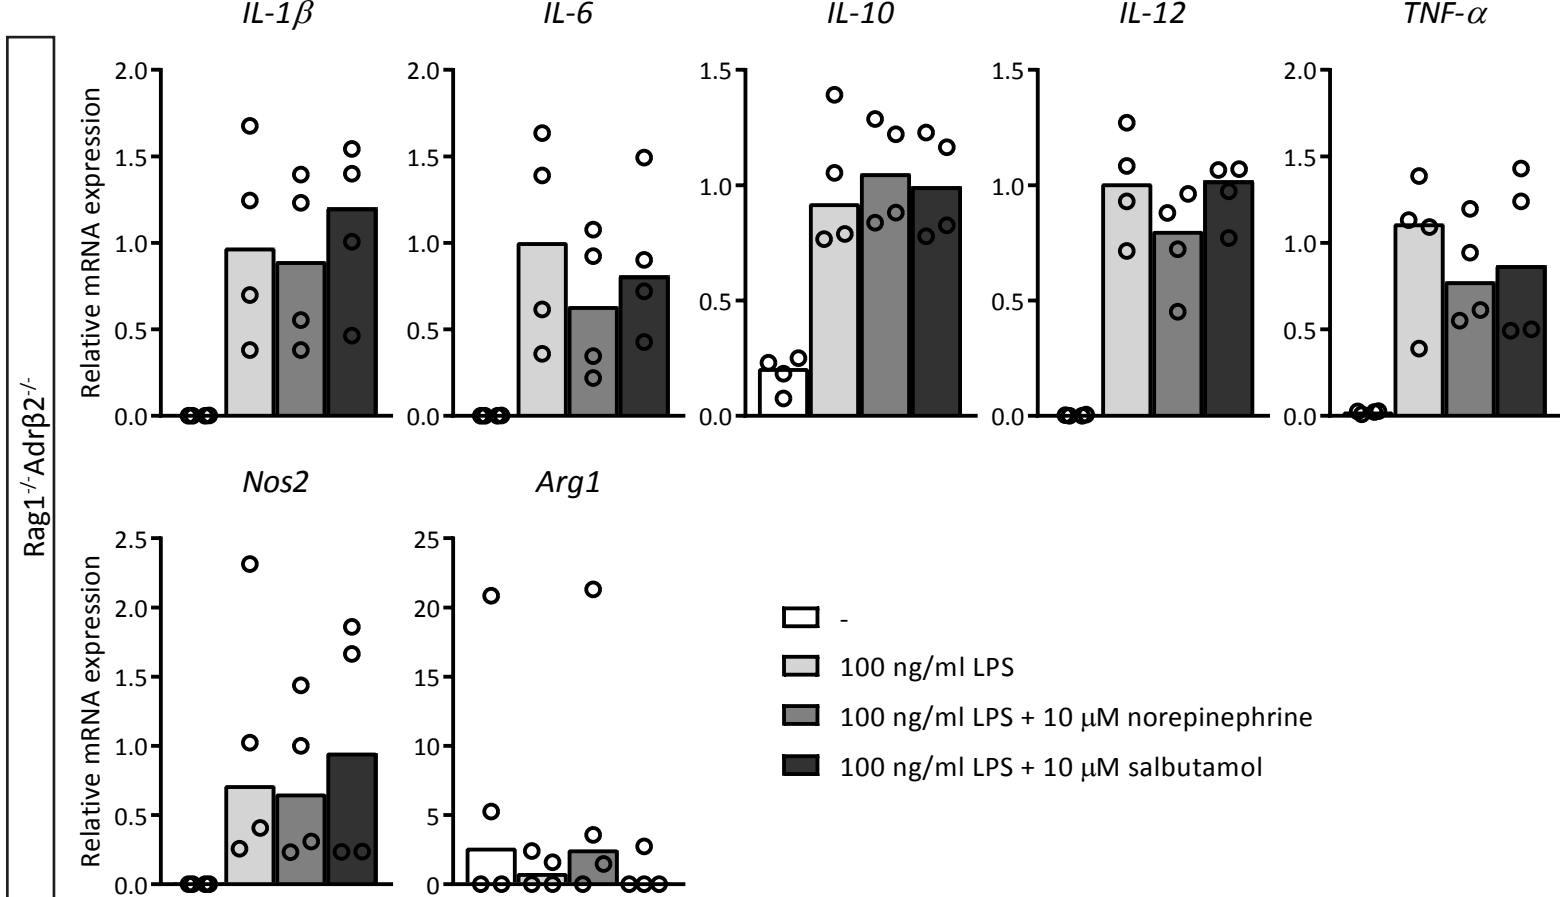 IL-1β IL-6 IL-10 IL-12 TNF-α
Rag1-/-Adrβ2-/-
Relative mRNA expression
2.0 2.0 1.5 1.5 2.0
1.5 1.5 1.0 1.0 1.5
1.0 1.0 0.5 0.5 1.0
0.5 0.5 0.5
0.0 0.0 0.0 0.0 0.0
Nos2 Arg1
Relative mRNA expression
2.5 25
2.0 20
1.5 15
1.0 10
0.5 5
0.0 0
-
100 ng/ml LPS
100 ng/ml LPS + 10 μM norepinephrine
100 ng/ml LPS + 10 μM salbutamol